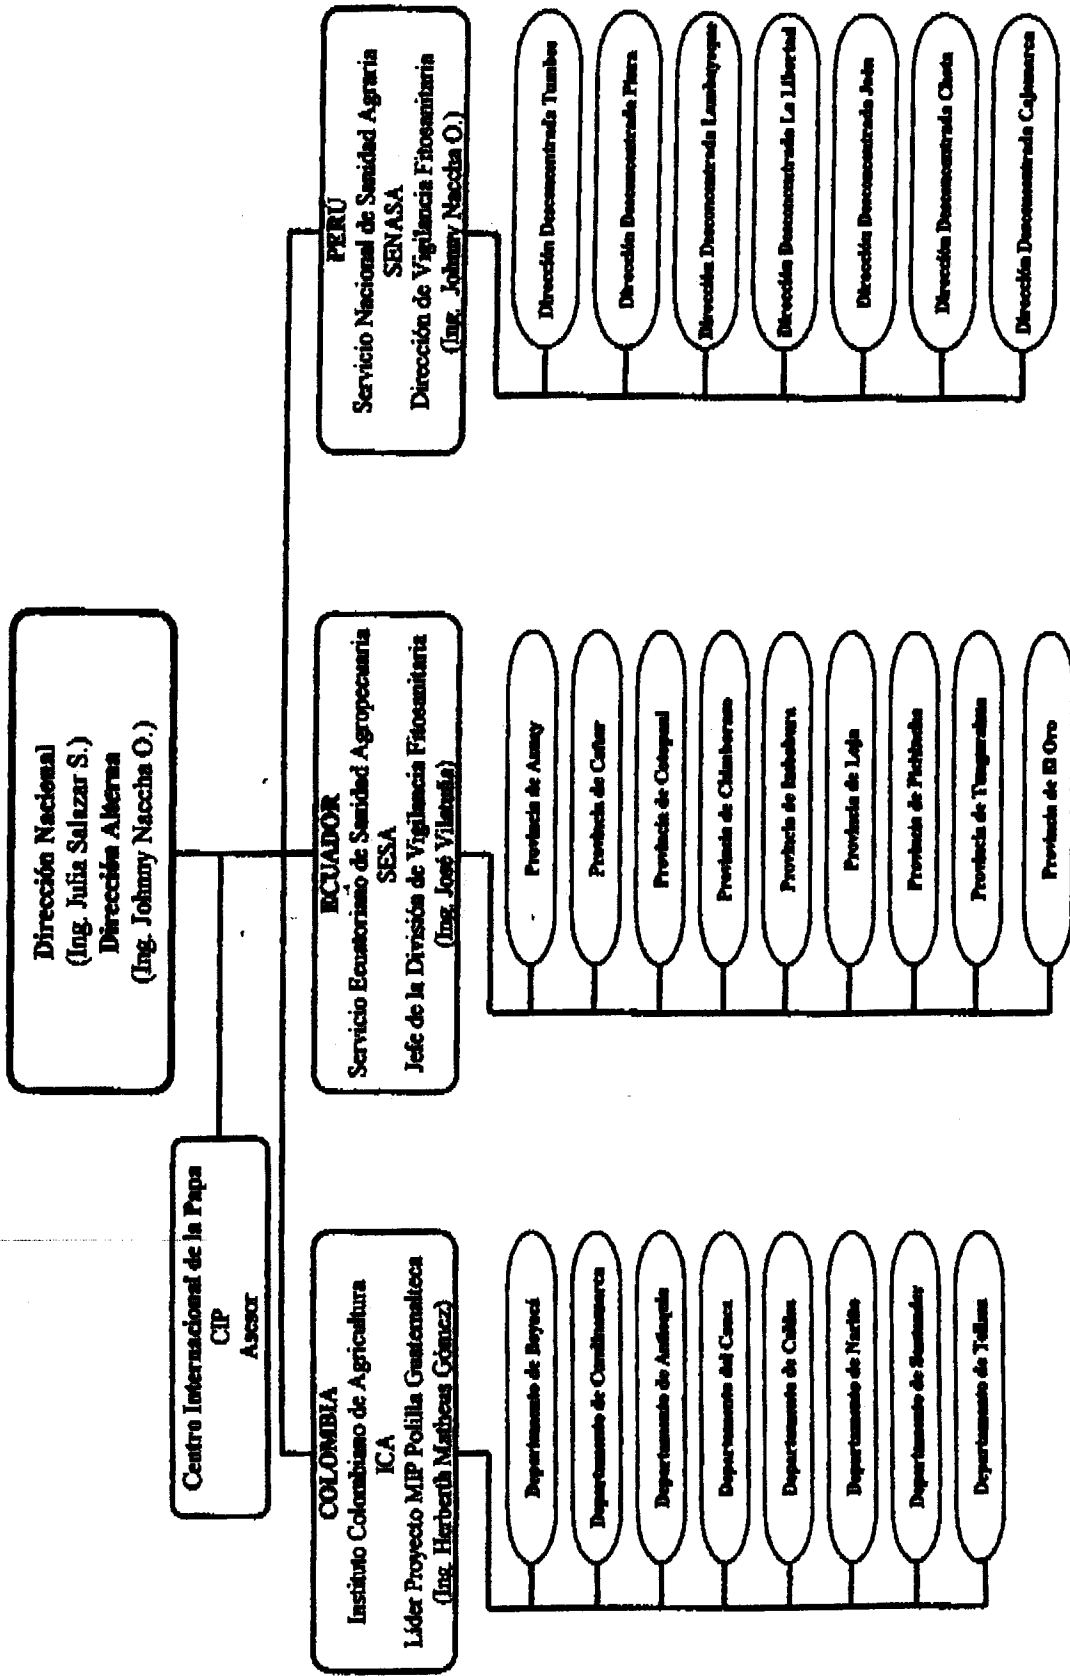 Dirección Nacional
(Ing. Julia Salazar S.)
Dirección Alterna
(Ing. Johnny Naccha O.)
Centro Internacional de la Papa
CIP
Asesor
COLOMBIA
Instituto Colombiano de Agricultura
ICA
Líder Proyecto MIP Polilla Guatemalteca
(Ing. Herberth Matheus Gómez)
Departamento de Boyacá
Departamento de Cundinamarca
Departamento de Antioquia
Departamento del Cauca
Departamento de Caldas
Departamento de Nariño
Departamento de Santander
Departamento de Tolima
ECUADOR
Servicio Ecuatoriano de Sanidad Agropecuaria
SESA
Jefe de la División de Vigilancia Fitosanitaria
(Ing. José Vilatuña)
Provincia de Azuay
Provincia de Cañar
Provincia de Cotopaxi
Provincia de Chimborazo
Provincia de Imbabura
Provincia de Loja
Provincia de Pichincha
Provincia de Tungurahua
Provincia de El Oro
PERÚ
Servicio Nacional de Sanidad Agraria
SENASA
Dirección de Vigilancia Fitosanitaria
(Ing. Johnny Naccha O.)
Dirección Desconcentrada Tumbes
Dirección Desconcentrada Piura
Dirección Desconcentrada Lambayeque
Dirección Desconcentrada La Libertad
Dirección Desconcentrada Jaén
Dirección Desconcentrada Chota
Dirección Desconcentrada Cajamarca